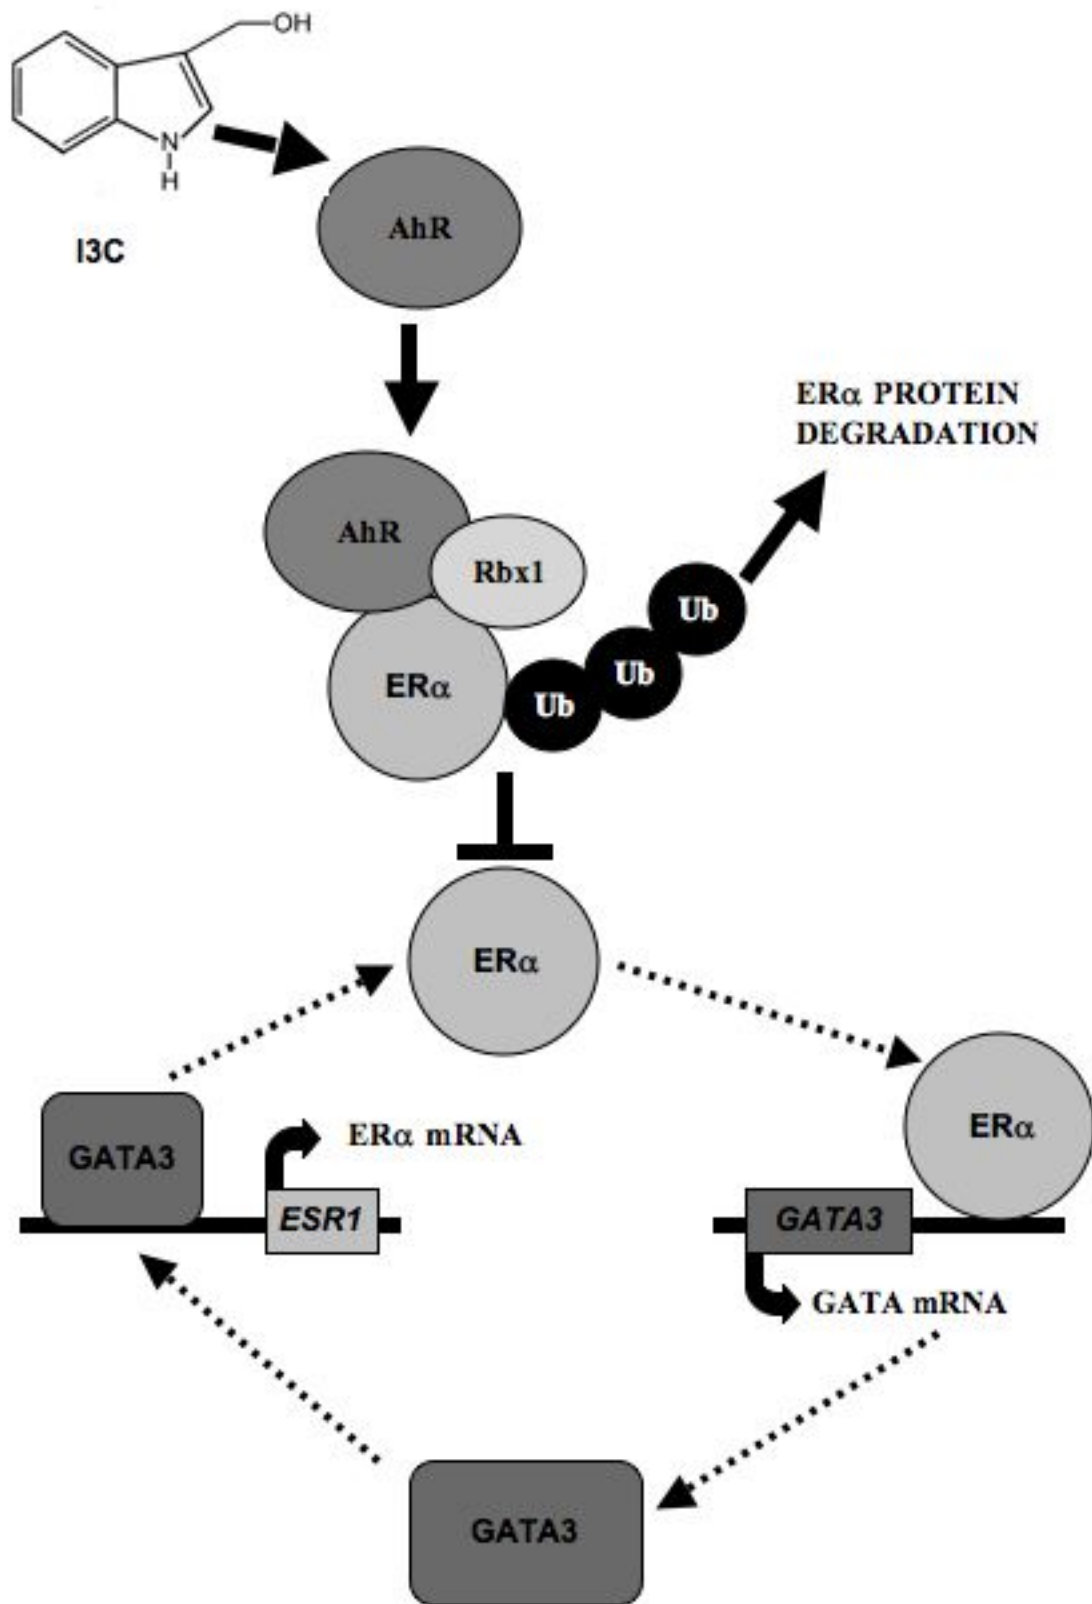 OH
N
H
I3C
AhR
ERα PROTEIN
DEGRADATION
AhR
Rbx1
Ub
Ub
Ub
ERα
ERα
ERα
GATA3
ERα mRNA
ESR1
GATA3
GATA mRNA
GATA3